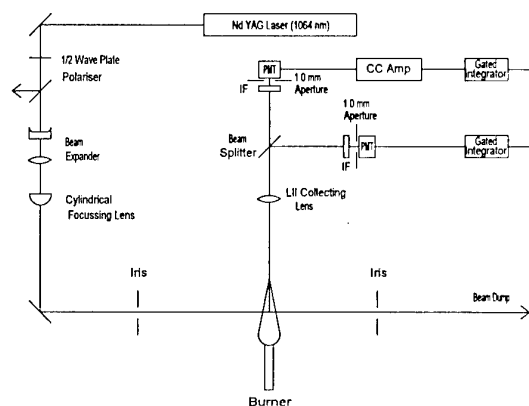 Nd YAG Laser (1064 nm)
1/2 Wave Plate
Polariser
Beam
Expander
Cylindrical
Focussing Lens
PMT
IF
1 0 mm
Aperture
CC Amp
Gated
integrator
1 0 mm
Aperture
Beam
Splitter
PMT
IF
Gated
Integrator
LII Collecting
Lens
Iris
Iris
Beam Dump
Burner